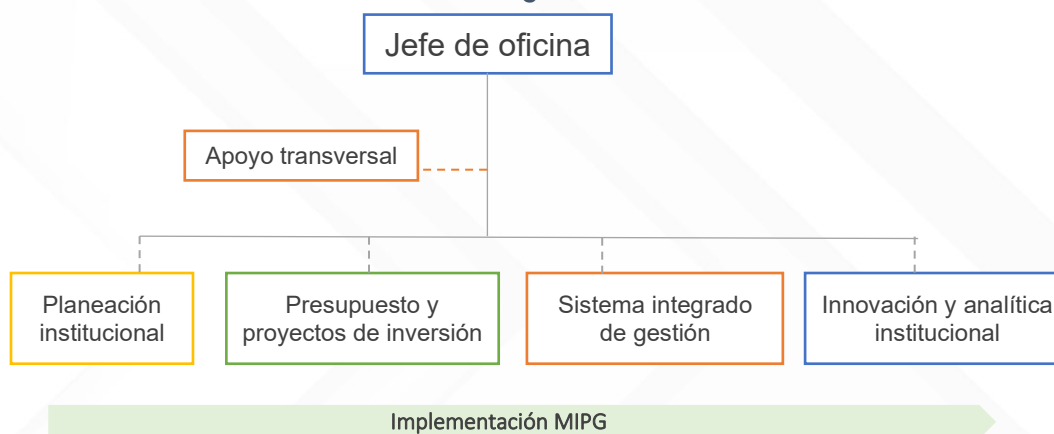 Jefe de oficina
Apoyo transversal
Planeación
institucional
Presupuesto y
proyectos de inversión
Sistema integrado
de gestión
Innovación y analítica
institucional
Implementación MIPG